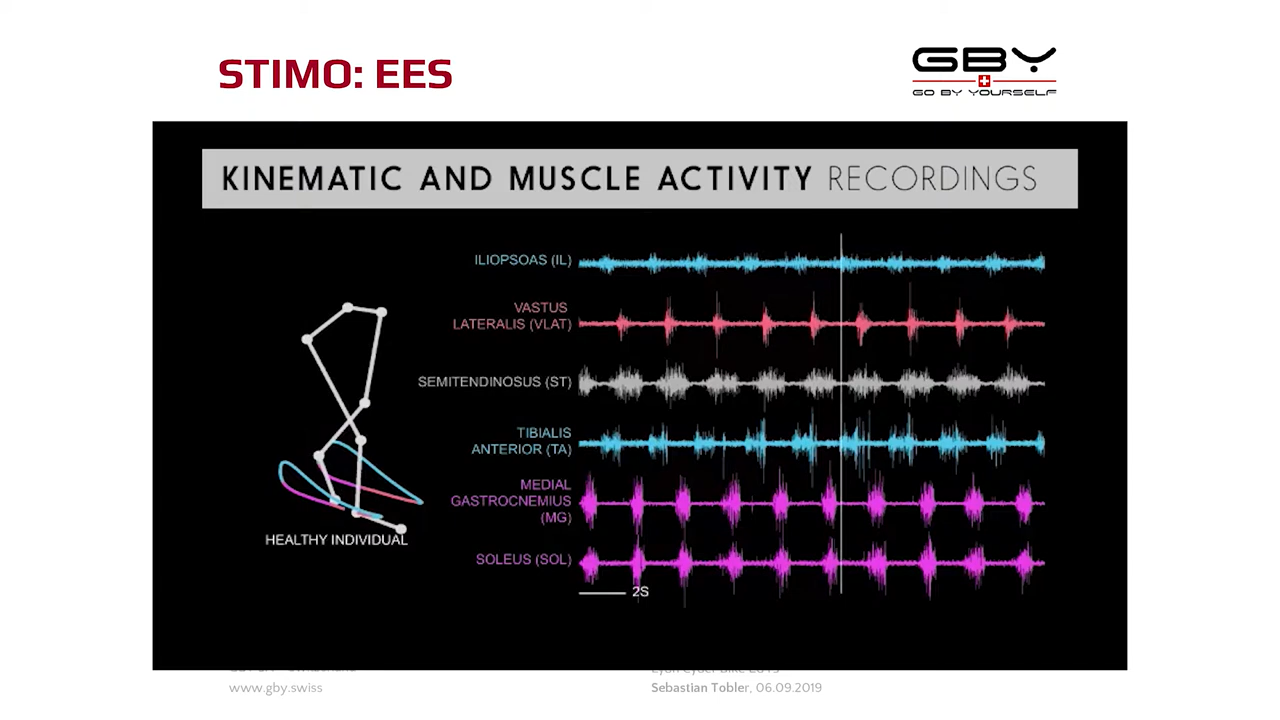 STIMO: EES
GBY
GO BY YOURSELF
KINEMATIC AND MUSCLE ACTIVITY RECORDINGS
ILIOPSOAS (IL)
VASTUS
LATERALIS (VLAT)
SEMITENDINOSUS (ST)
TIBIALIS
ANTERIOR (TA)
MEDIAL
GASTROCNEMIUS
(MG)
SOLEUS (SOL)
2S
HEALTHY INDIVIDUAL
www.gby.swiss
Sebastian Tobler, 06.09.2019